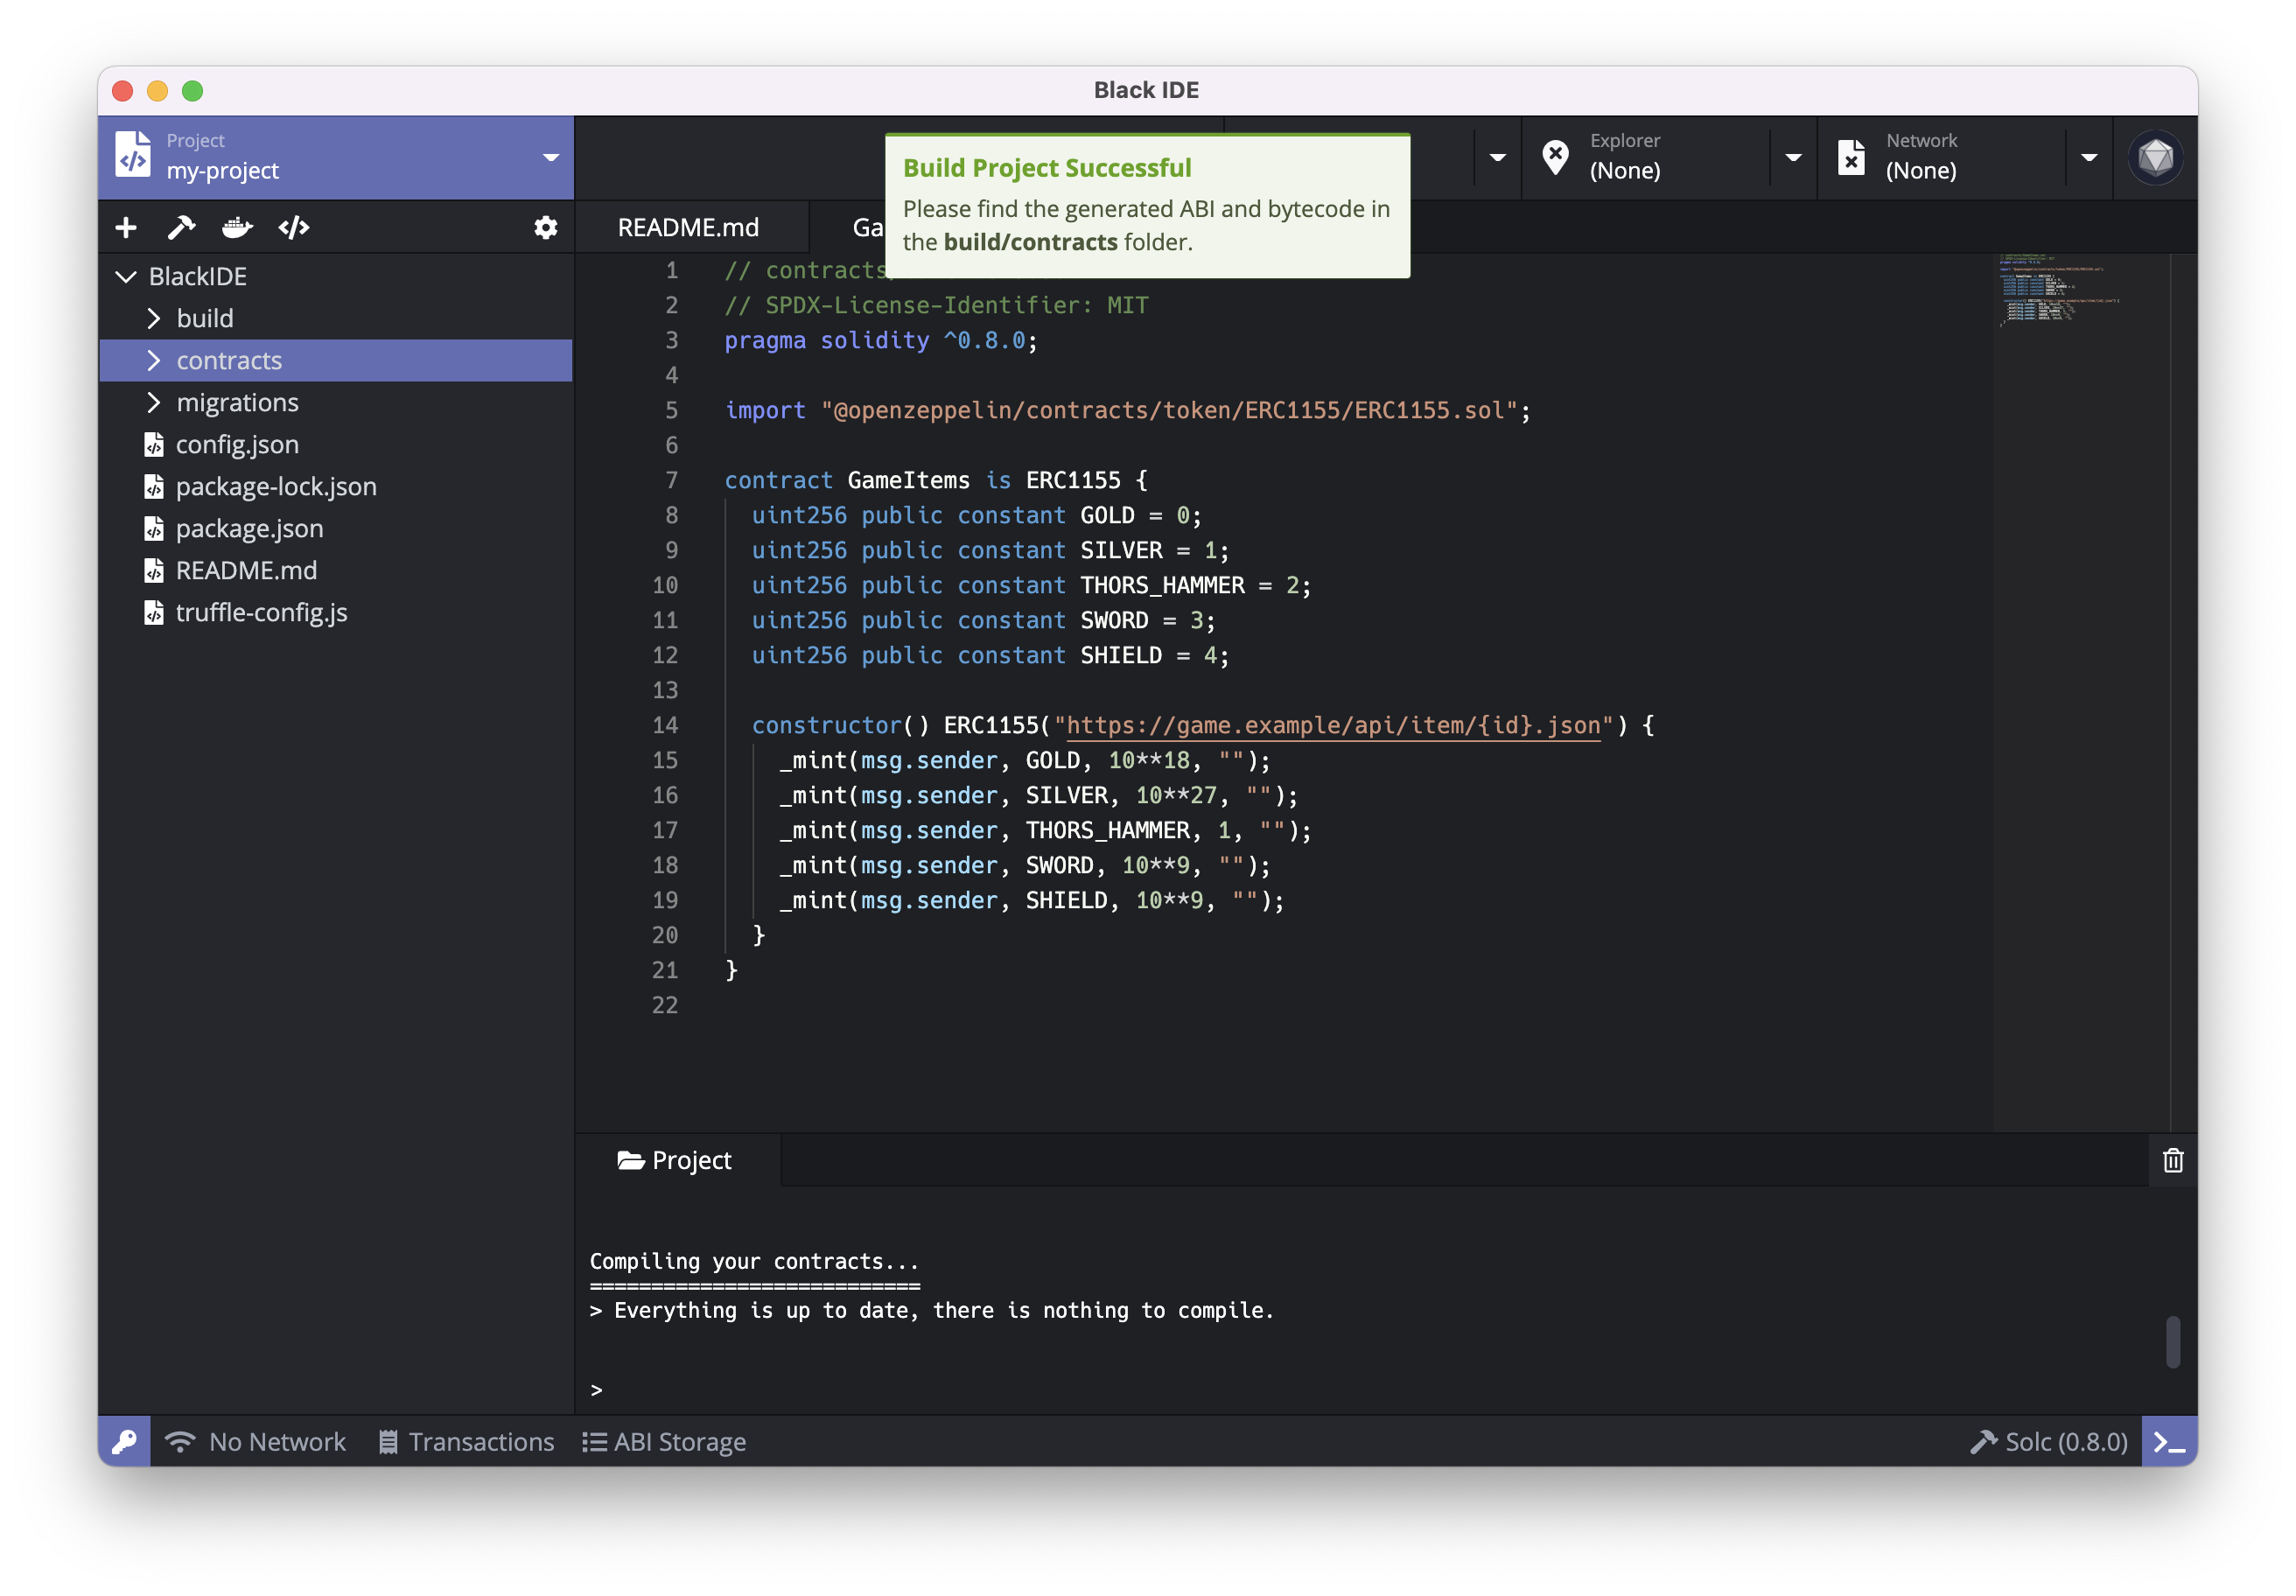 Black IDE
Project
my-project
Explorer
(None)
Network
(None)
Build Project Successful
Please find the generated ABI and bytecode in
the build/contracts folder.
README.md
BlackIDE
build
contracts
migrations
config.json
package-lock.json
package.json
README.md
truffle-config.js
1 // contracts
2 // SPDX-License-Identifier: MIT
3 pragma solidity ^0.8.0;
4
5 import "@openzeppelin/contracts/token/ERC1155/ERC1155.sol";
6
7 contract GameItems is ERC1155 {
8 uint256 public constant GOLD = 0;
9 uint256 public constant SILVER = 1;
10 uint256 public constant THORS_HAMMER = 2;
11 uint256 public constant SWORD = 3;
12 uint256 public constant SHIELD = 4;
13
14 constructor() ERC1155("https://game.example/api/item/{id}.json") {
15 _mint(msg.sender, GOLD, 10**18, "");
16 _mint(msg.sender, SILVER, 10**27, "");
17 _mint(msg.sender, THORS_HAMMER, 1, "");
18 _mint(msg.sender, SWORD, 10**9, "");
19 _mint(msg.sender, SHIELD, 10**9, "");
20 }
21 }
22
Project
Compiling your contracts...
===========================
> Everything is up to date, there is nothing to compile.
>
No Network
Transactions
ABI Storage
Solc (0.8.0)